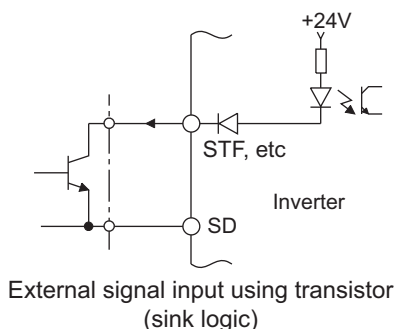 +24V
STF, etc
Inverter
SD
External signal input using transistor
(sink logic)